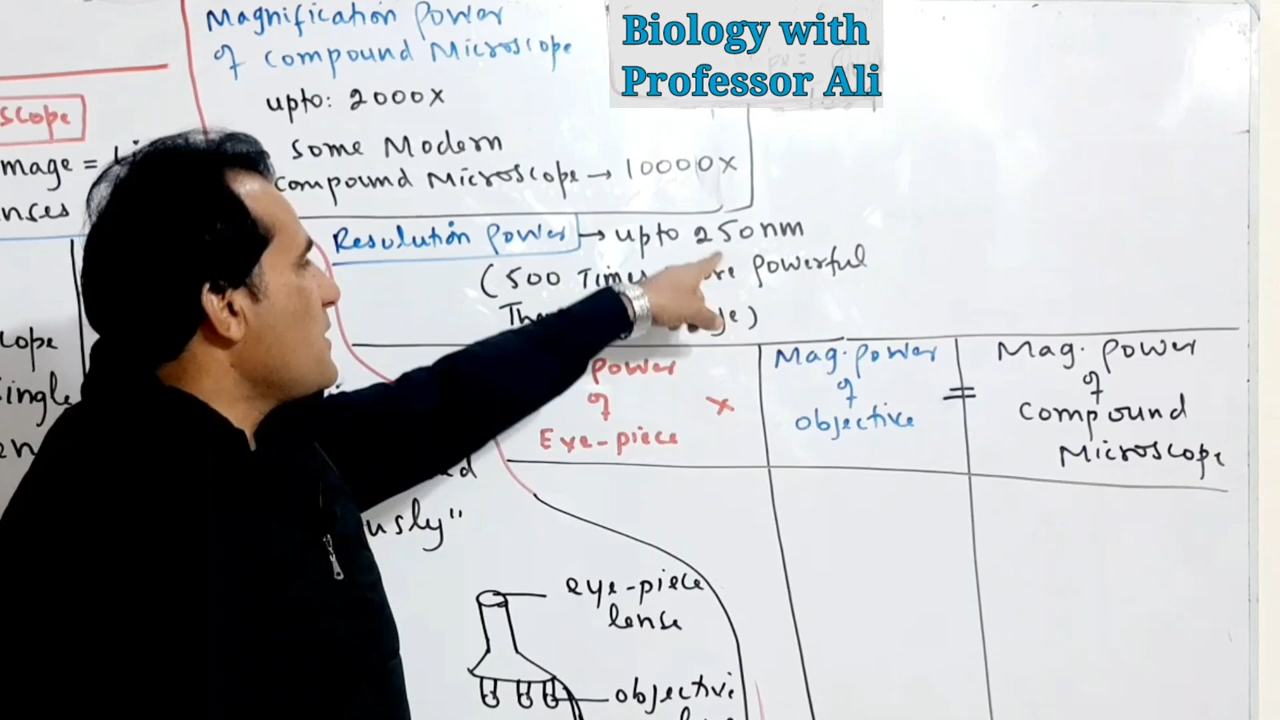 Magnification Power
of Compound Microscope
upto: 2000X
Some Modern
Compound Microscope → 10000X
Biology with
Professor Ali
scope
mage =
nses
Resolution Power → upto 250nm
(500 Times powerful
)
cope
ingle
en
Power
of
Eye-piece
×
Mag. power
of
objective
=
Mag. power
of
Compound
Microscope
usly"
eye-piece
lense
objective